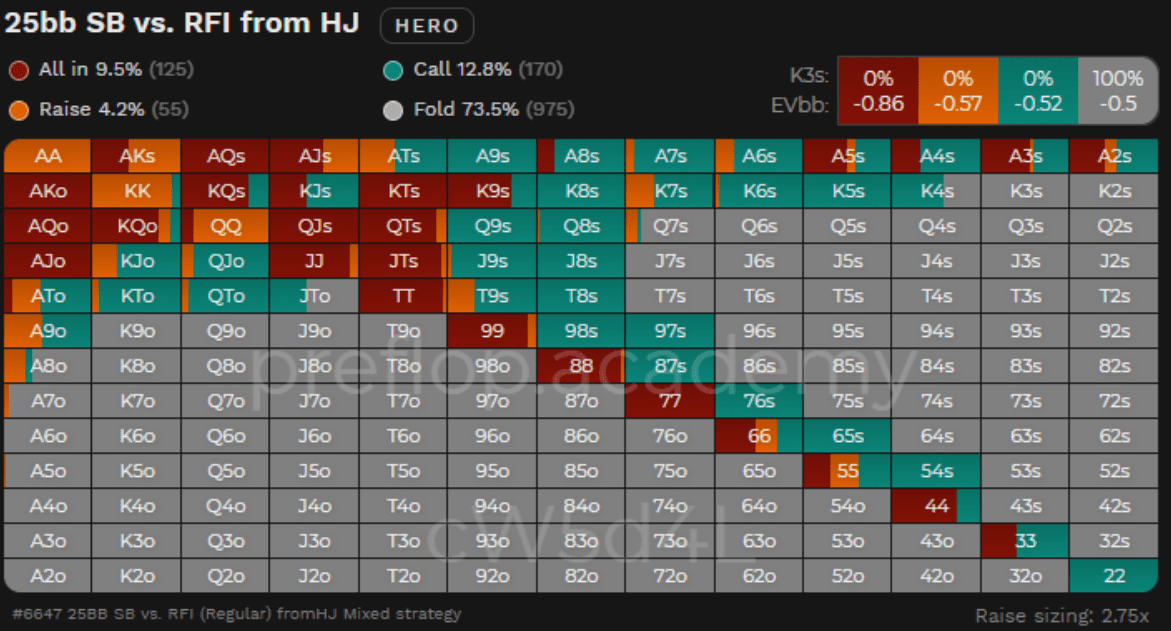 25bb SB vs. RFI from HJ HERO
All in 9.5% (125) Call 12.8% (170)
Raise 4.2% (55) Fold 73.5% (975)
K3s: 0% 0% 0% 100%
EVbb: -0.86 -0.57 -0.52 -0.5
AA AKs AQs AJs ATs A9s A8s A7s A6s A5s A4s A3s A2s
AKo KK KQs KJs KTs K9s K8s K7s K6s K5s K4s K3s K2s
AQo KQo QQ QJs QTs Q9s Q8s Q7s Q6s Q5s Q4s Q3s Q2s
AJo KJo QJo JJ JTs J9s J8s J7s J6s J5s J4s J3s J2s
ATo KTo QTo JTo TT T9s T8s T7s T6s T5s T4s T3s T2s
A9o K9o Q9o J9o T9o 99 98s 97s 96s 95s 94s 93s 92s
preflop.academy
A8o K8o Q8o J8o T8o 98o 88 87s 86s 85s 84s 83s 82s
A7o K7o Q7o J7o T7o 97o 87o 77 76s 75s 74s 73s 72s
A6o K6o Q6o J6o T6o 96o 86o 76o 66 65s 64s 63s 62s
A5o K5o Q5o J5o T5o 95o 85o 75o 65o 55 54s 53s 52s
A4o K4o Q4o J4o T4o 94o 84o 74o 64o 54o 44 43s 42s
cW5d4L
A3o K3o Q3o J3o T3o 93o 83o 73o 63o 53o 43o 33 32s
A2o K2o Q2o J2o T2o 92o 82o 72o 62o 52o 42o 32o 22
#6647 25BB SB vs. RFI (Regular) fromHJ Mixed strategy
Raise sizing: 2.75x